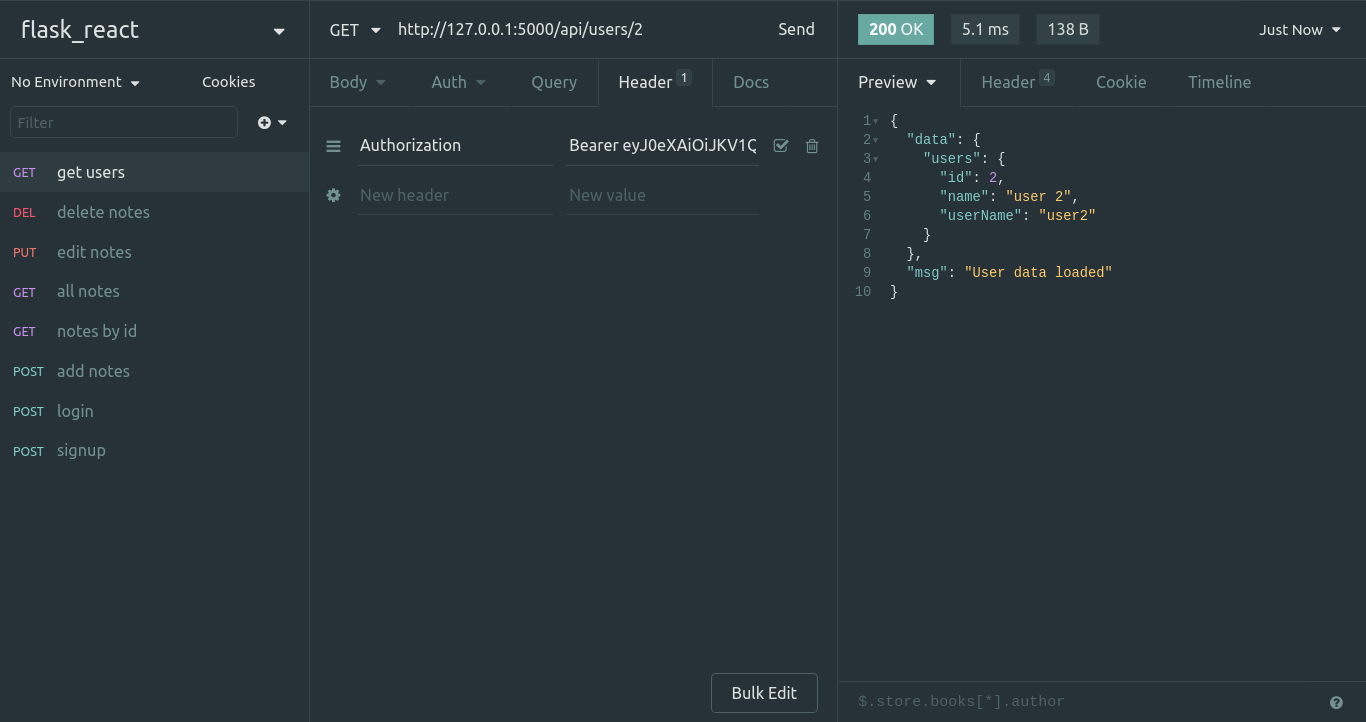 flask_react
No Environment
Cookies
Filter
GET get users
DEL delete notes
PUT edit notes
GET all notes
GET notes by id
POST add notes
POST login
POST signup
GET http://127.0.0.1:5000/api/users/2 Send
Body Auth Query Header 1 Docs
Authorization Bearer eyJ0eXAiOiJKV1Q
New header New value
Bulk Edit
200 OK 5.1 ms 138 B Just Now
Preview Header 4 Cookie Timeline
1 {
2 "data": {
3 "users": {
4 "id": 2,
5 "name": "user 2",
6 "userName": "user2"
7 }
8 },
9 "msg": "User data loaded"
10 }
$.store.books[*].author